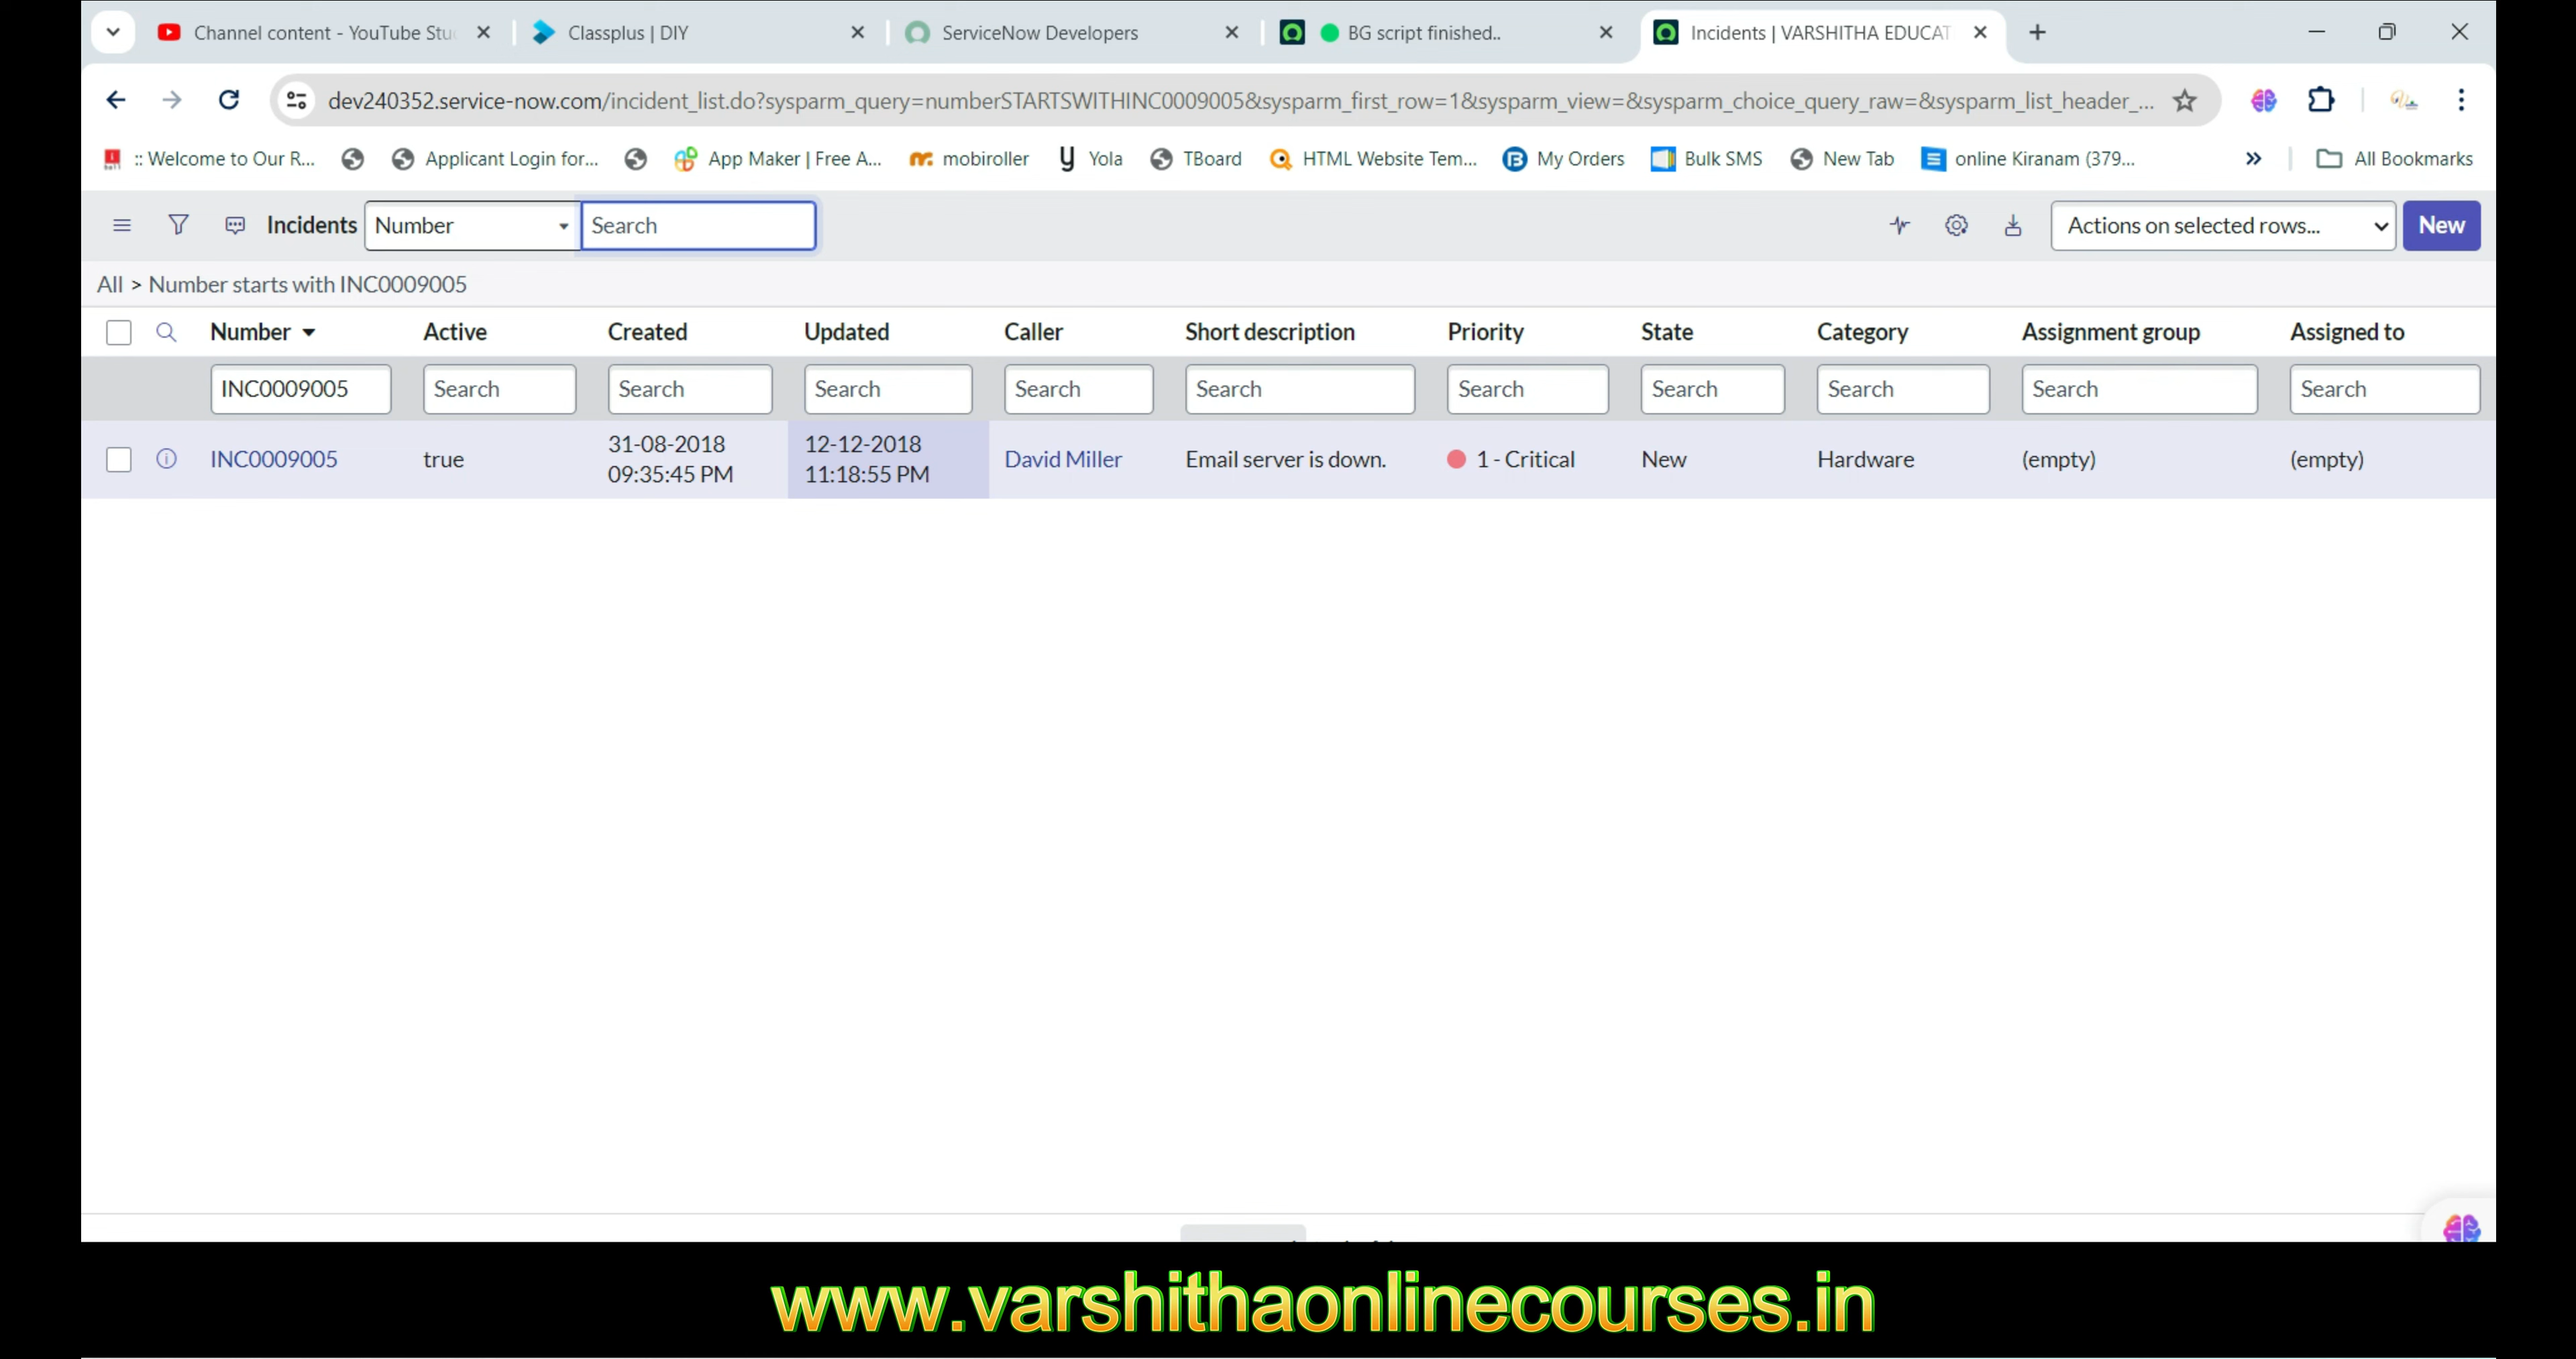 Channel content - YouTube Stu
Classplus | DIY
ServiceNow Developers
BG script finished..
Incidents | VARSHITHA EDUCAT
dev240352.service-now.com/incident_list.do?sysparm_query=numberSTARTSWITHINC0009005&sysparm_first_row=1&sysparm_view=&sysparm_choice_query_raw=&sysparm_list_header_...
:: Welcome to Our R...
Applicant Login for...
App Maker | Free A...
mobiroller
Yola
TBoard
HTML Website Tem...
My Orders
Bulk SMS
New Tab
online Kiranam (379...
All Bookmarks
Incidents Number Search Actions on selected rows... New
All > Number starts with INC0009005
Number Active Created Updated Caller Short description Priority State Category Assignment group Assigned to
INC0009005 Search Search Search Search Search Search Search Search Search Search
INC0009005 true 31-08-2018 09:35:45 PM 12-12-2018 11:18:55 PM David Miller Email server is down. 1 - Critical New Hardware (empty) (empty)
www.varshithaonlinecourses.in